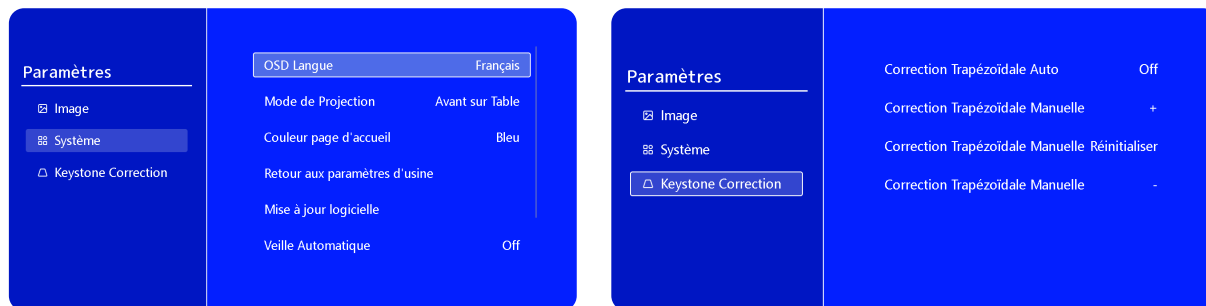 Paramètres
Image
Système
Keystone Correction
OSD Langue Français
Mode de Projection Avant sur Table
Couleur page d'accueil Bleu
Retour aux paramètres d'usine
Mise à jour logicielle
Veille Automatique Off
Paramètres
Image
Système
Keystone Correction
Correction Trapézoïdale Auto Off
Correction Trapézoïdale Manuelle +
Correction Trapézoïdale Manuelle Réinitialiser
Correction Trapézoïdale Manuelle -